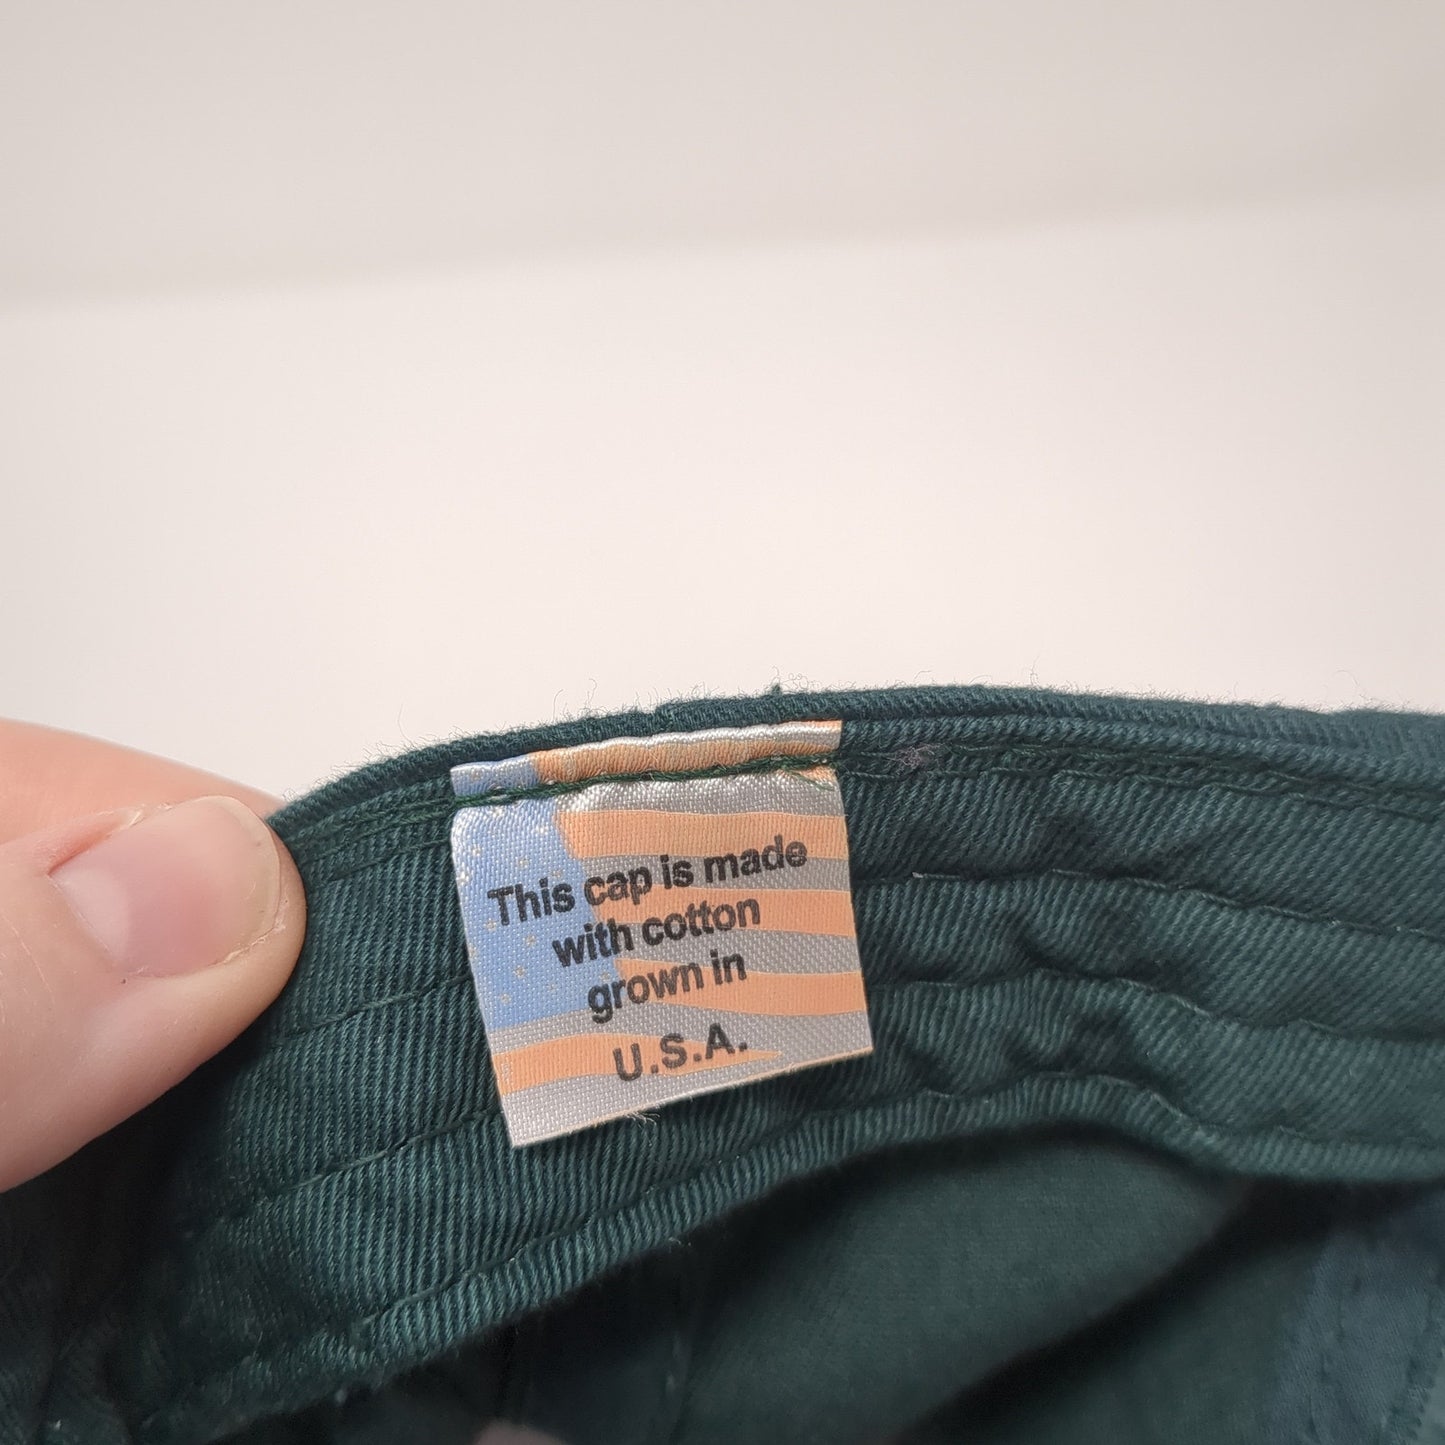 This cap is made
with cotton
grown in
U.S.A.